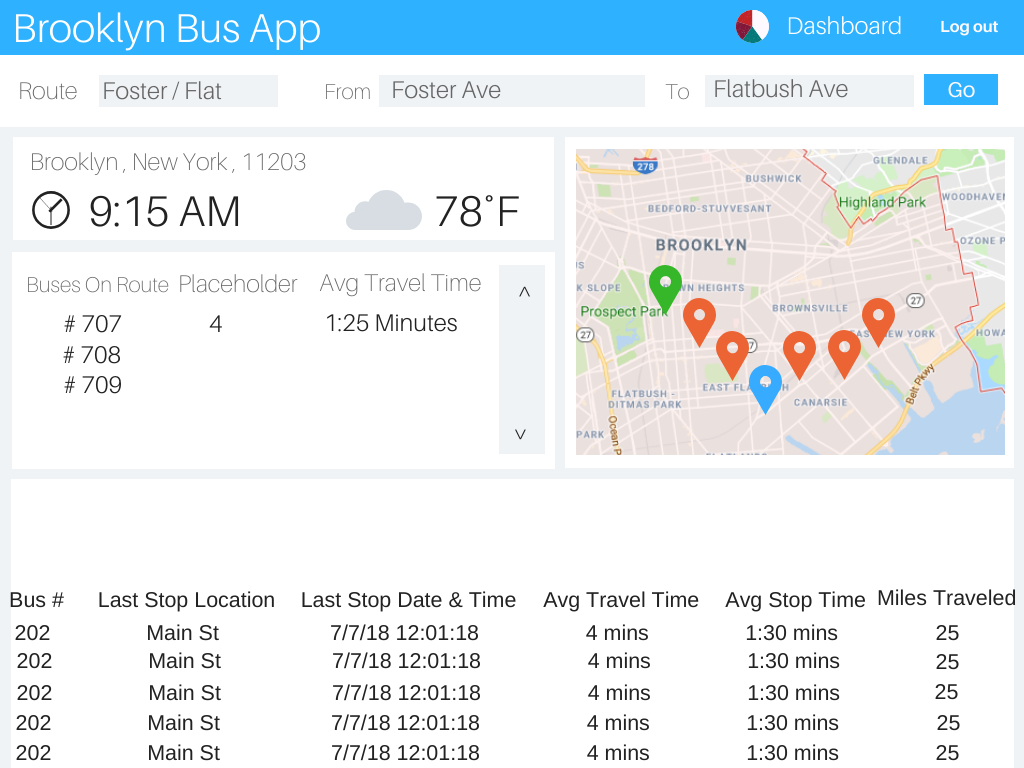 Brooklyn Bus App
Dashboard
Log out
Route Foster / Flat From Foster Ave To Flatbush Ave Go
Brooklyn , New York , 11203
9:15 AM 78°F
Buses On Route Placeholder Avg Travel Time
# 707 4 1:25 Minutes
# 708
# 709
^
v
278
GLENDALE
BUSHWICK
WOODHAVEN
Highland Park
BEDFORD-STUYVESANT
BROOKLYN
OZONE P
IS
K SLOPE
WN HEIGHTS
Prospect Park
BROWNSVILLE
27
EAST NEW YORK
HOWA
27
FLATBUSH -
DITMAS PARK
EAST FLA H
CANARSIE
Belt Pkwy
PARK
Ocean P
Bus # Last Stop Location Last Stop Date & Time Avg Travel Time Avg Stop Time Miles Traveled
202 Main St 7/7/18 12:01:18 4 mins 1:30 mins 25
202 Main St 7/7/18 12:01:18 4 mins 1:30 mins 25
202 Main St 7/7/18 12:01:18 4 mins 1:30 mins 25
202 Main St 7/7/18 12:01:18 4 mins 1:30 mins 25
202 Main St 7/7/18 12:01:18 4 mins 1:30 mins 25